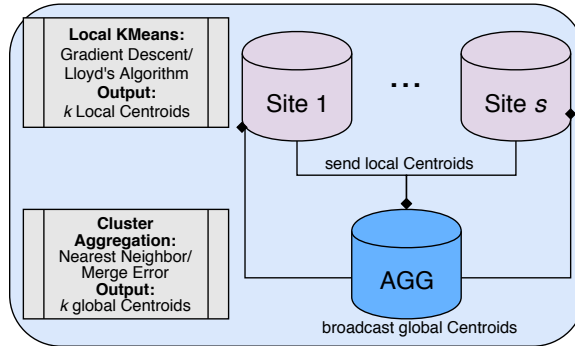 Local KMeans:
Gradient Descent/
Lloyd's Algorithm
Output:
k Local Centroids
Site 1
...
Site s
send local Centroids
Cluster
Aggregation:
Nearest Neighbor/
Merge Error
Output:
k global Centroids
AGG
broadcast global Centroids